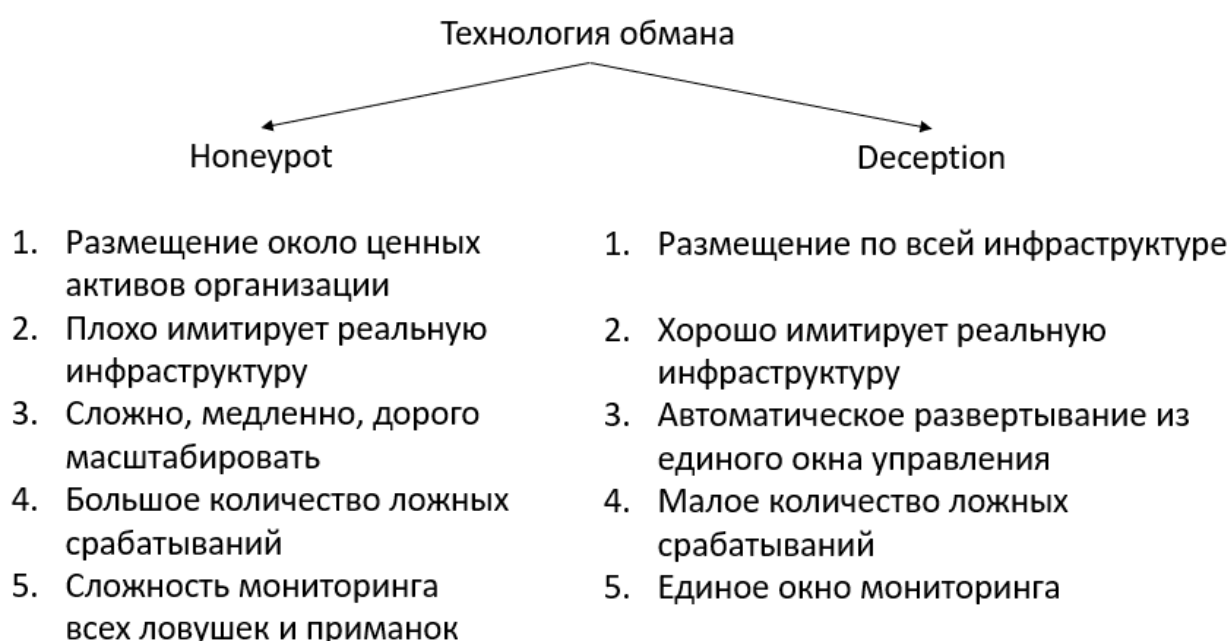 Технология обмана
Honeypot
1. Размещение около ценных
активов организации
2. Плохо имитирует реальную
инфраструктуру
3. Сложно, медленно, дорого
масштабировать
4. Большое количество ложных
срабатываний
5. Сложность мониторинга
всех ловушек и приманок
Deception
1. Размещение по всей инфраструктуре
2. Хорошо имитирует реальную
инфраструктуру
3. Автоматическое развертывание из
единого окна управления
4. Малое количество ложных
срабатываний
5. Единое окно мониторинга